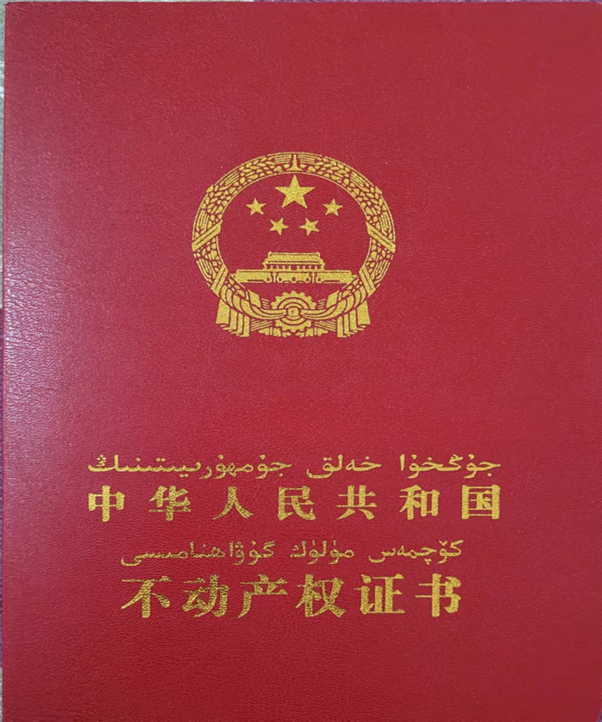 جۇڭخۇا خەلق جۇمھۇرىيىتىنىڭ
中华人民共和国
كۆچمەس مۈلۈك گۇۋاھنامىسى
不动产权证书